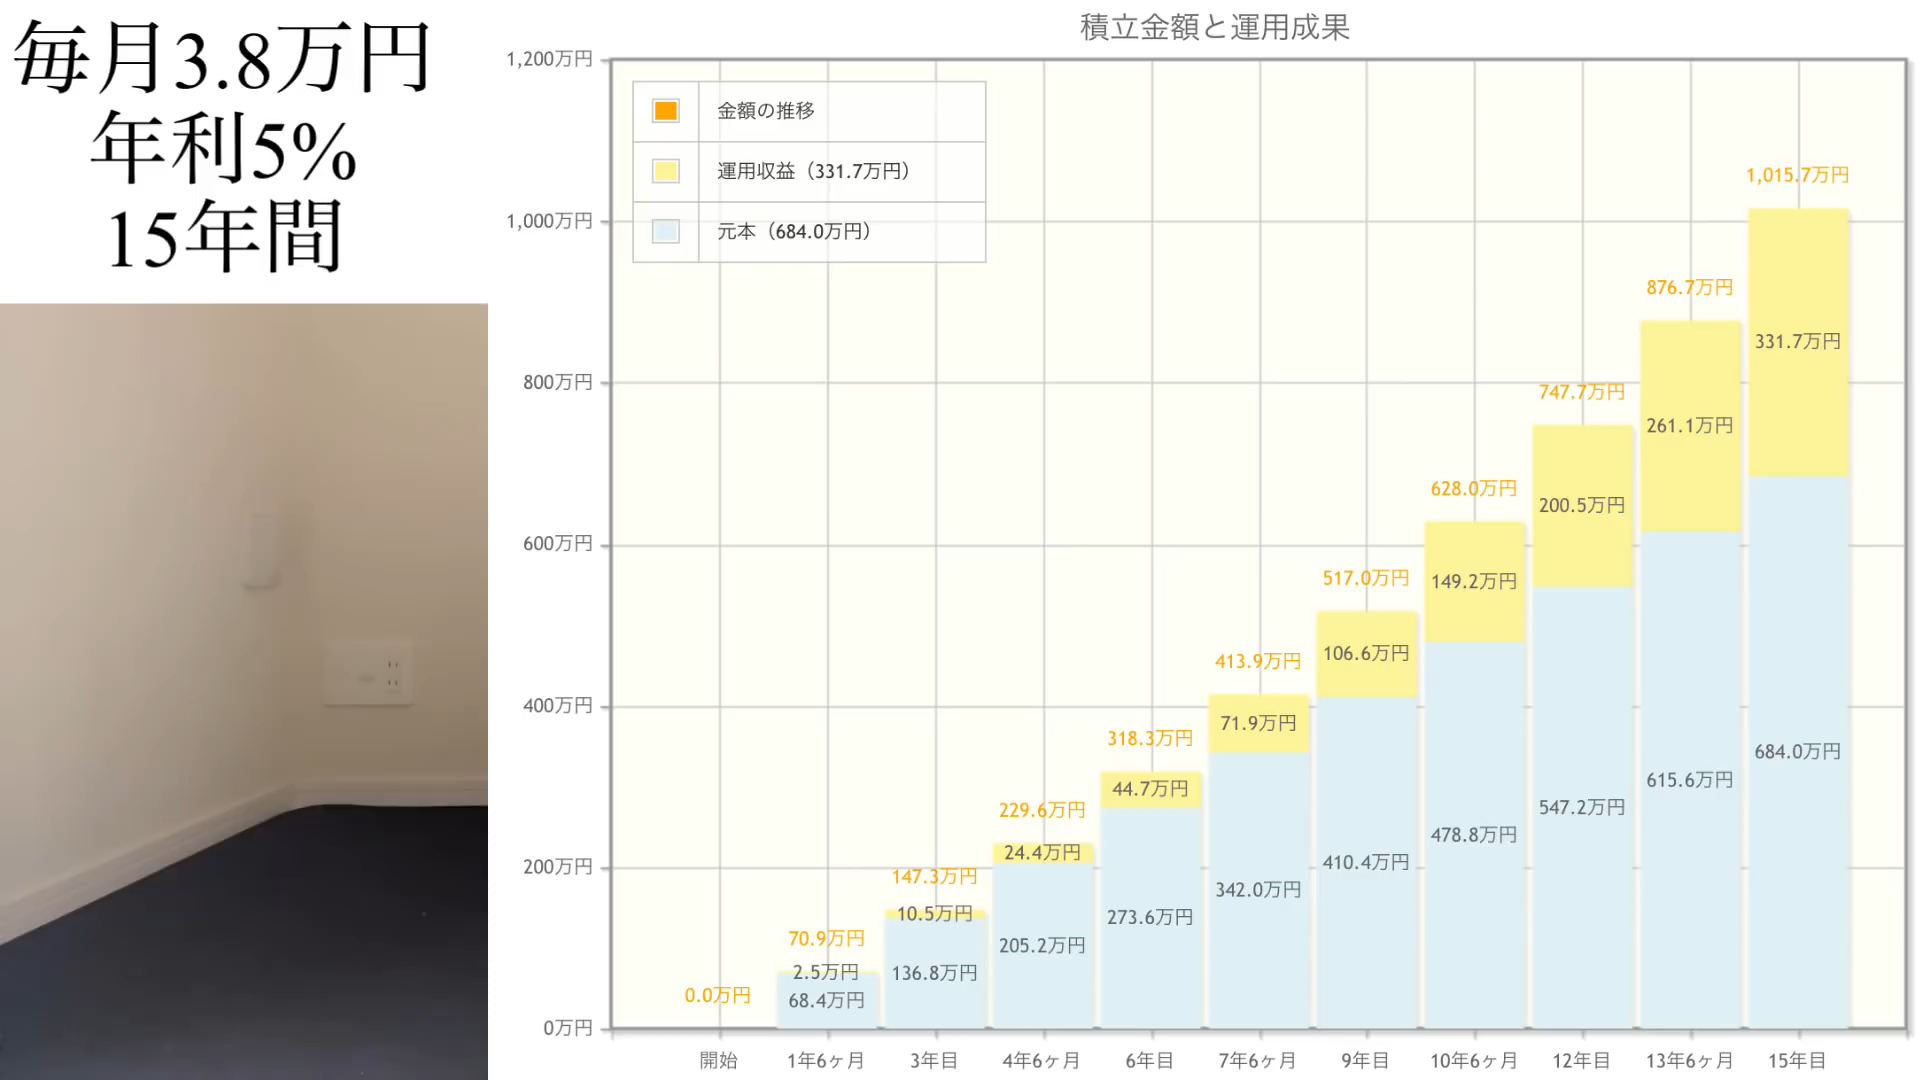 毎月3.8万円
年利5%
15年間
積立金額と運用成果
1,200万円
1,000万円
800万円
600万円
400万円
200万円
0万円
金額の推移
運用収益（331.7万円）
元本（684.0万円）
0.0万円
70.9万円
2.5万円
68.4万円
147.3万円
10.5万円
136.8万円
229.6万円
24.4万円
205.2万円
318.3万円
44.7万円
273.6万円
413.9万円
71.9万円
342.0万円
517.0万円
106.6万円
410.4万円
628.0万円
149.2万円
478.8万円
747.7万円
200.5万円
547.2万円
876.7万円
261.1万円
615.6万円
1,015.7万円
331.7万円
684.0万円
開始
1年6ヶ月
3年目
4年6ヶ月
6年目
7年6ヶ月
9年目
10年6ヶ月
12年目
13年6ヶ月
15年目